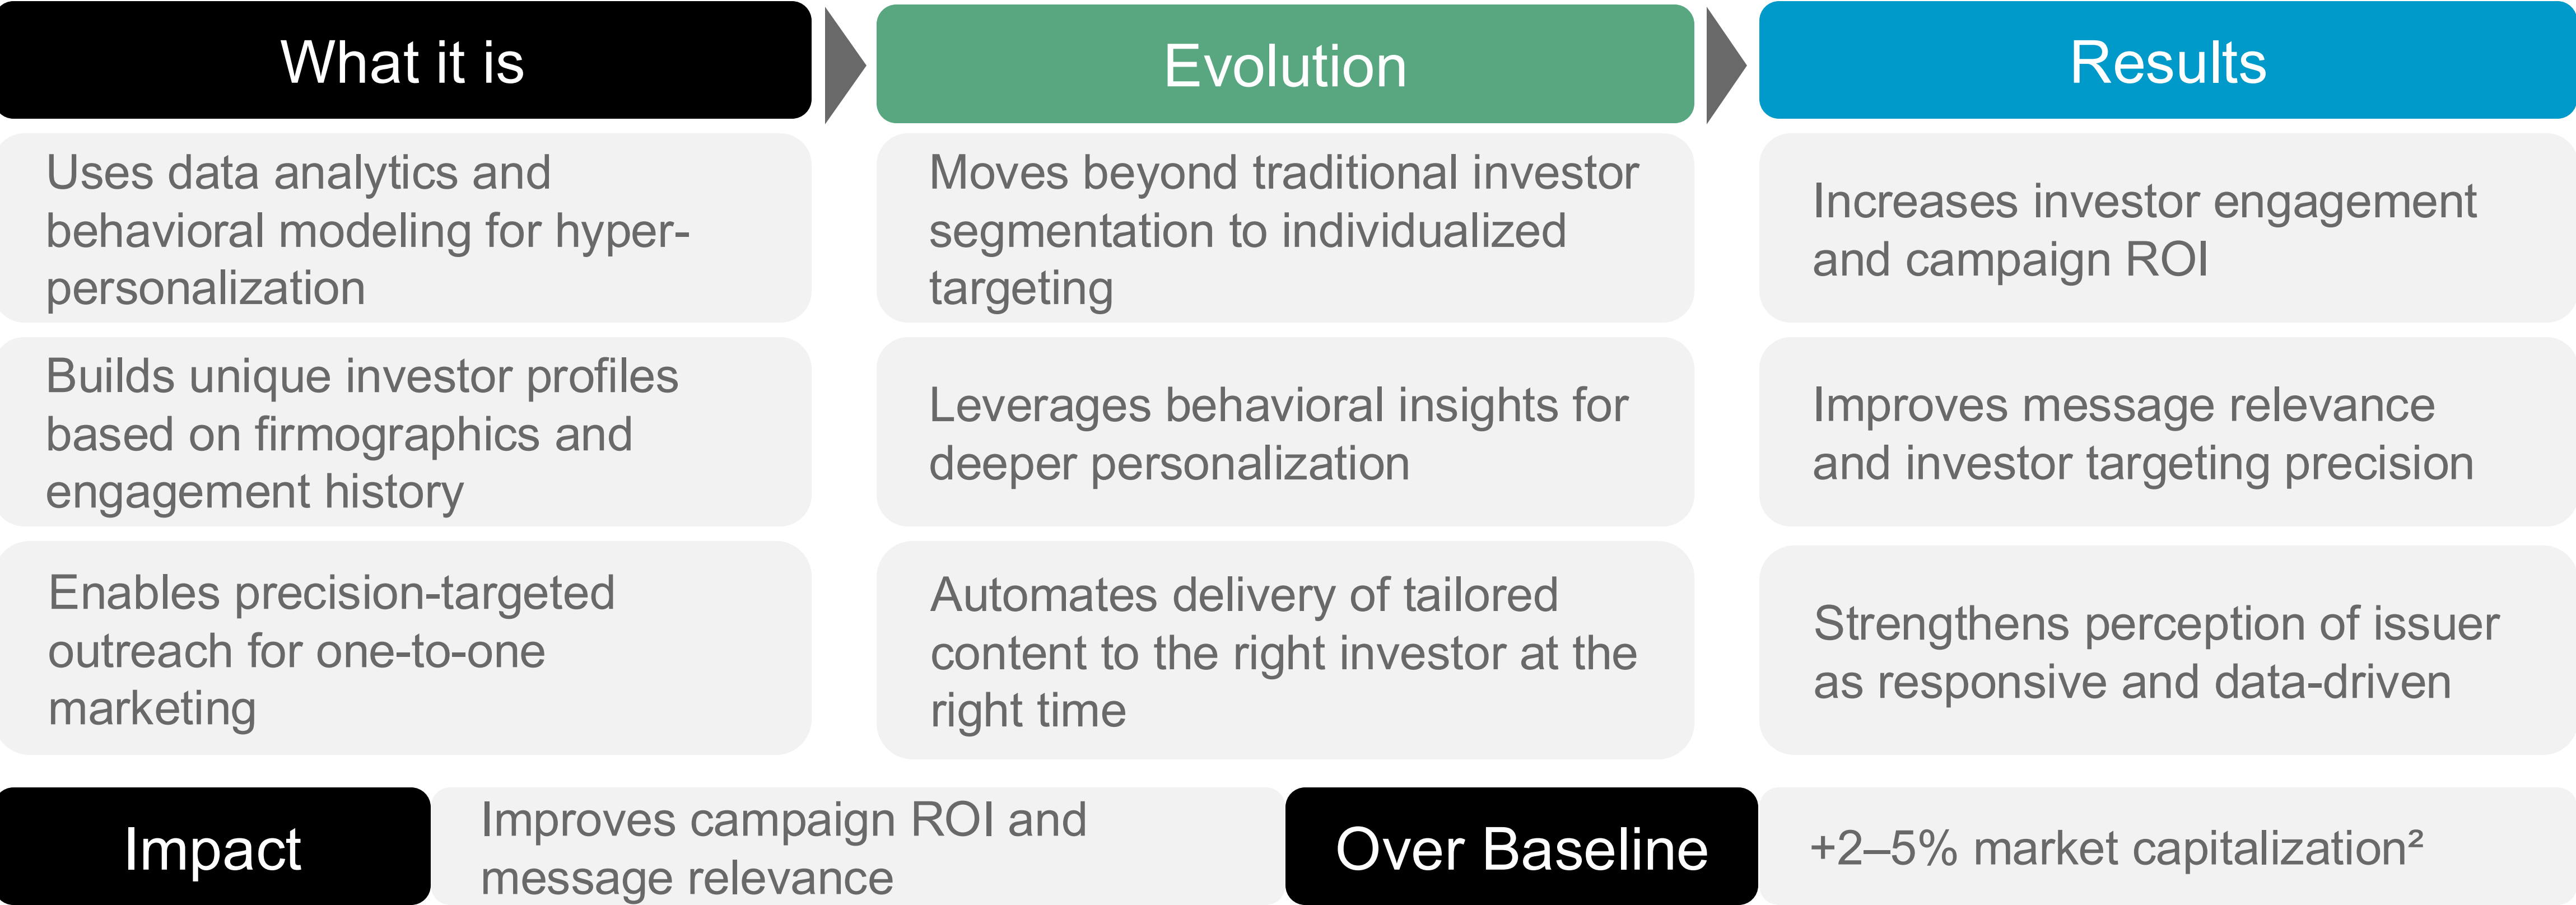 What it is
Evolution
Results
Uses data analytics and
behavioral modeling for hyper-
personalization
Moves beyond traditional investor
segmentation to individualized
targeting
Increases investor engagement
and campaign ROI
Builds unique investor profiles
based on firmographics and
engagement history
Leverages behavioral insights for
deeper personalization
Improves message relevance
and investor targeting precision
Enables precision-targeted
outreach for one-to-one
marketing
Automates delivery of tailored
content to the right investor at the
right time
Strengthens perception of issuer
as responsive and data-driven
Impact
Improves campaign ROI and
message relevance
Over Baseline
+2–5% market capitalization²